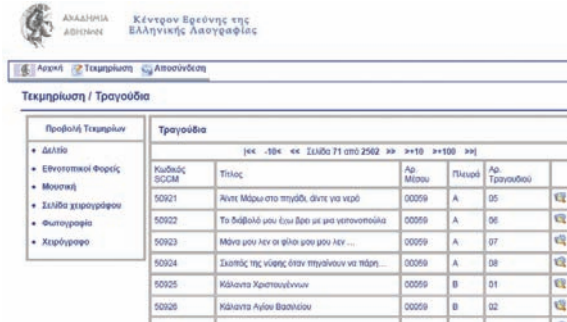 ΑΚΑΔΗΜΙΑ
ΑΘΗΝΩΝ
Κέντρον Ερεύνης της
Ελληνικής Λαογραφίας
Αρχική Τεκμηρίωση Αποσύνδεση
Τεκμηρίωση / Τραγούδια
Προβολή Τεκμηρίων
Δελτίο
Εθνοτοπικοί Φορείς
Μουσική
Σελίδα χειρογράφου
Φωτογραφία
Χειρόγραφο
Τραγούδια
|<< -10< << Σελίδα 71 από 2502 >> >+10 >+100 >>|
Κωδικός SCCM Τίτλος Αρ. Μέσου Πλευρά Αρ. Τραγουδιού
50921 Άιντε Μάρω στο πηγάδι, άιντε για νερό 00059 Α 05
50922 Το διάβολό μου έχω βρει με μια γειτονοπούλα 00059 Α 06
50923 Μάνα μου λεν οι φίλοι μου μου λεν ... 00059 Α 07
50924 Σκοπός της νύφης όταν πηγαίνουν να πάρη... 00059 Α 08
50925 Κάλαντα Χριστουγέννων 00059 Β 01
50926 Κάλαντα Αγίου Βασιλείου 00059 Β 02